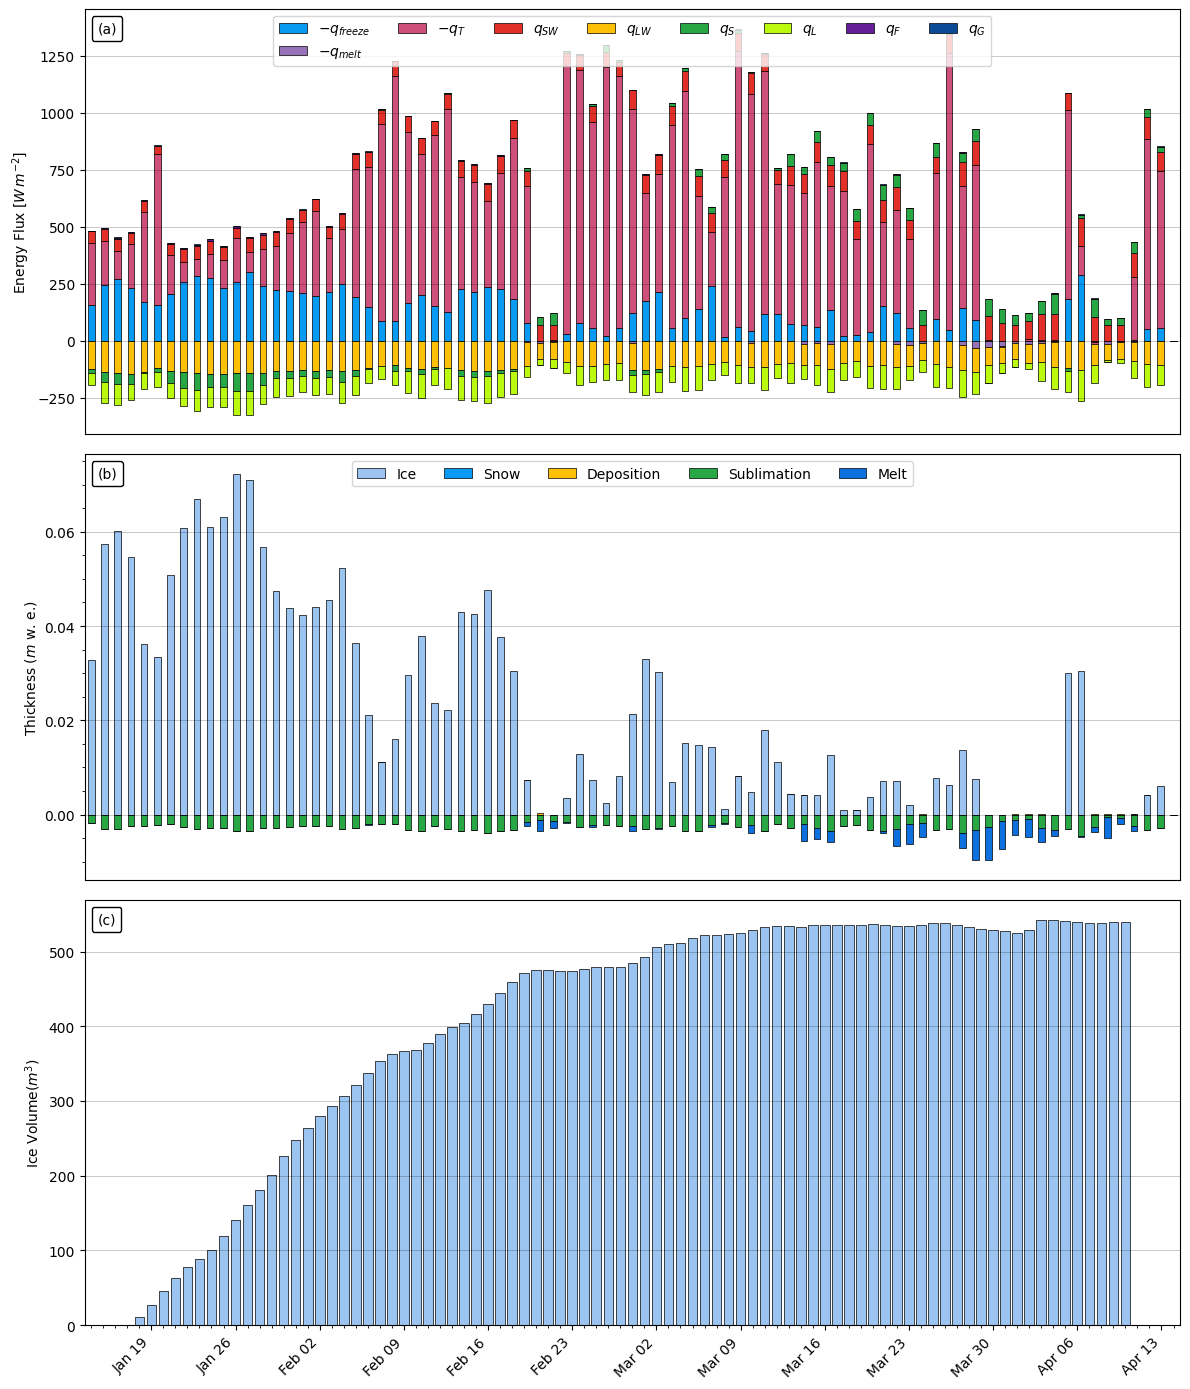 (a)
−q_freeze −q_T q_SW q_LW q_S q_L q_F q_G
−q_melt
Energy Flux [W m⁻²]
1250
1000
750
500
250
0
−250
(b)
Ice Snow Deposition Sublimation Melt
Thickness (m w. e.)
0.06
0.04
0.02
0.00
(c)
Ice Volume(m³)
500
400
300
200
100
0
Jan 19 Jan 26 Feb 02 Feb 09 Feb 16 Feb 23 Mar 02 Mar 09 Mar 16 Mar 23 Mar 30 Apr 06 Apr 13